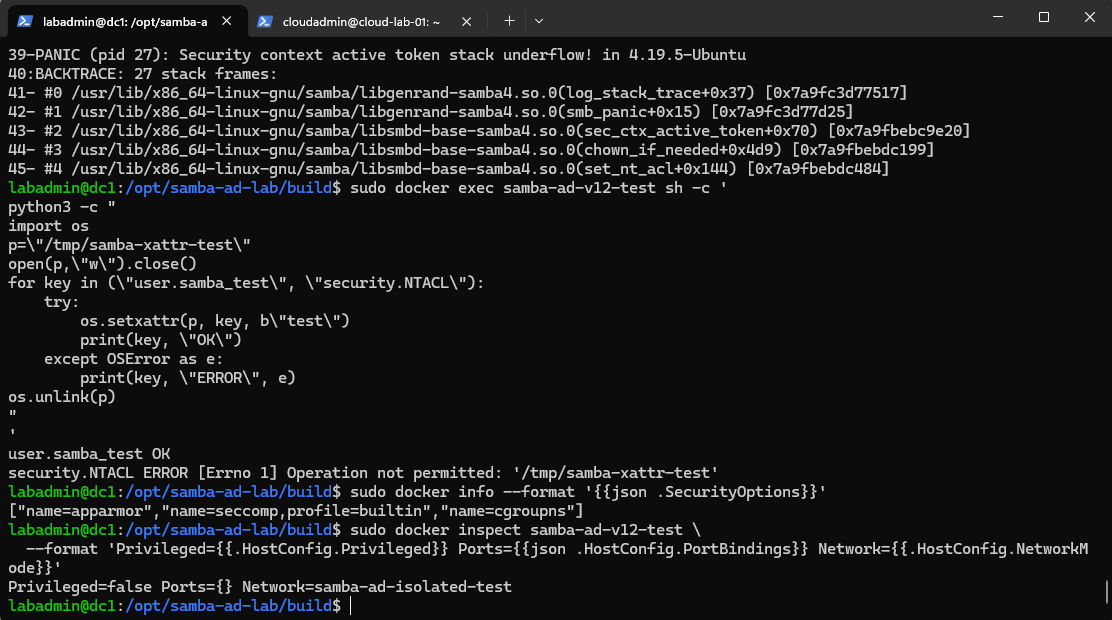 labadmin@dc1: /opt/samba-a
cloudadmin@cloud-lab-01: ~
39-PANIC (pid 27): Security context active token stack underflow! in 4.19.5-Ubuntu
40:BACKTRACE: 27 stack frames:
41- #0 /usr/lib/x86_64-linux-gnu/samba/libgenrand-samba4.so.0(log_stack_trace+0x37) [0x7a9fc3d77517]
42- #1 /usr/lib/x86_64-linux-gnu/samba/libgenrand-samba4.so.0(smb_panic+0x15) [0x7a9fc3d77d25]
43- #2 /usr/lib/x86_64-linux-gnu/samba/libsmbd-base-samba4.so.0(sec_ctx_active_token+0x70) [0x7a9fbebc9e20]
44- #3 /usr/lib/x86_64-linux-gnu/samba/libsmbd-base-samba4.so.0(chown_if_needed+0x4d9) [0x7a9fbebdc199]
45- #4 /usr/lib/x86_64-linux-gnu/samba/libsmbd-base-samba4.so.0(set_nt_acl+0x144) [0x7a9fbebdc484]
labadmin@dc1:/opt/samba-ad-lab/build$ sudo docker exec samba-ad-v12-test sh -c '
python3 -c "
import os
p=\"/tmp/samba-xattr-test\"
open(p,\"w\").close()
for key in (\"user.samba_test\", \"security.NTACL\"):
    try:
        os.setxattr(p, key, b\"test\")
        print(key, \"OK\")
    except OSError as e:
        print(key, \"ERROR\", e)
os.unlink(p)
"
'
user.samba_test OK
security.NTACL ERROR [Errno 1] Operation not permitted: '/tmp/samba-xattr-test'
labadmin@dc1:/opt/samba-ad-lab/build$ sudo docker info --format '{{json .SecurityOptions}}'
["name=apparmor","name=seccomp,profile=builtin","name=cgroupns"]
labadmin@dc1:/opt/samba-ad-lab/build$ sudo docker inspect samba-ad-v12-test \
  --format 'Privileged={{.HostConfig.Privileged}} Ports={{json .HostConfig.PortBindings}} Network={{.HostConfig.NetworkM
ode}}'
Privileged=false Ports={} Network=samba-ad-isolated-test
labadmin@dc1:/opt/samba-ad-lab/build$